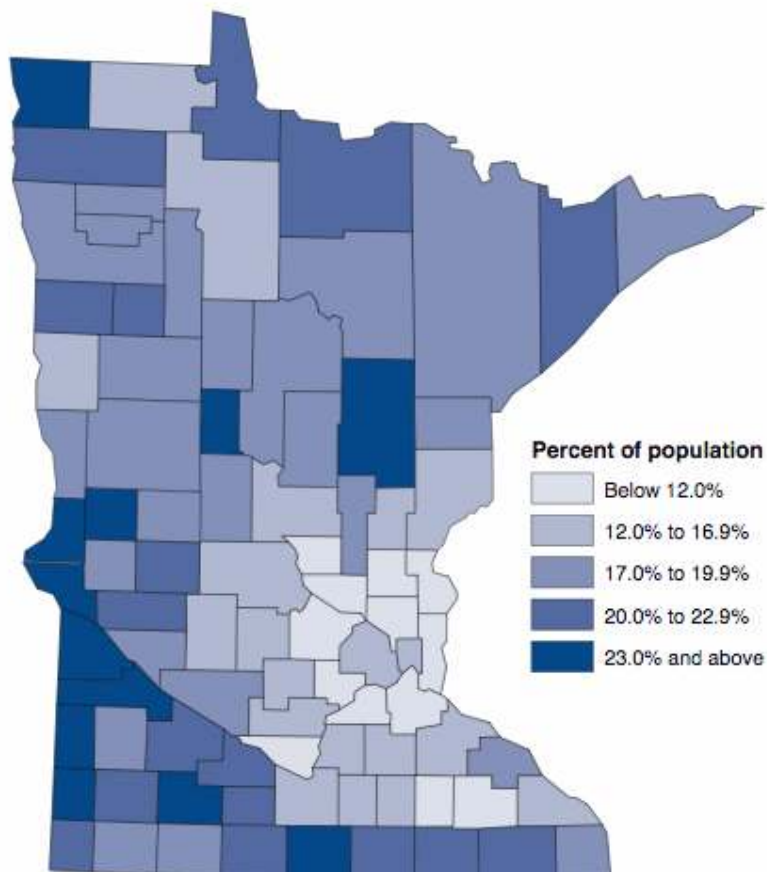 Percent of population
Below 12.0%
12.0% to 16.9%
17.0% to 19.9%
20.0% to 22.9%
23.0% and above